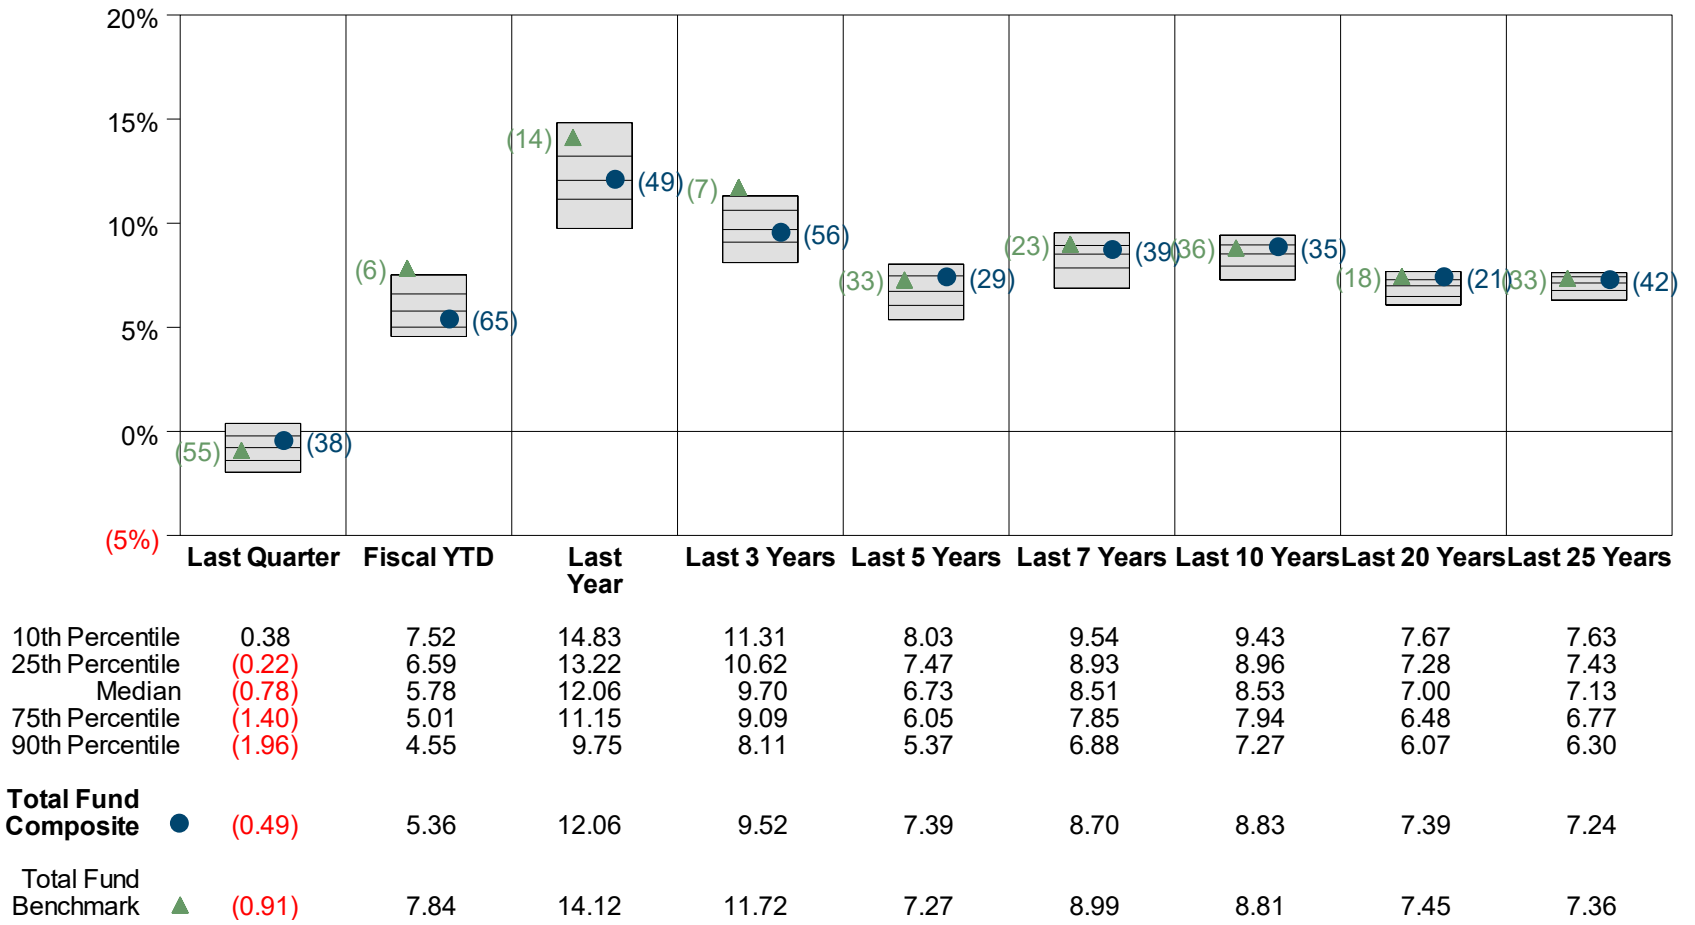 20%
15%
10%
5%
0%
(5%)
(55) (38)
(6) (65)
(14) (49)
(7) (56)
(33) (29)
(23) (39)
(36) (35)
(18) (21)
(33) (42)
Last Quarter Fiscal YTD Last Year Last 3 Years Last 5 Years Last 7 Years Last 10 Years Last 20 Years Last 25 Years
10th Percentile 0.38 7.52 14.83 11.31 8.03 9.54 9.43 7.67 7.63
25th Percentile (0.22) 6.59 13.22 10.62 7.47 8.93 8.96 7.28 7.43
Median (0.78) 5.78 12.06 9.70 6.73 8.51 8.53 7.00 7.13
75th Percentile (1.40) 5.01 11.15 9.09 6.05 7.85 7.94 6.48 6.77
90th Percentile (1.96) 4.55 9.75 8.11 5.37 6.88 7.27 6.07 6.30
Total Fund
Composite (0.49) 5.36 12.06 9.52 7.39 8.70 8.83 7.39 7.24
Total Fund
Benchmark (0.91) 7.84 14.12 11.72 7.27 8.99 8.81 7.45 7.36